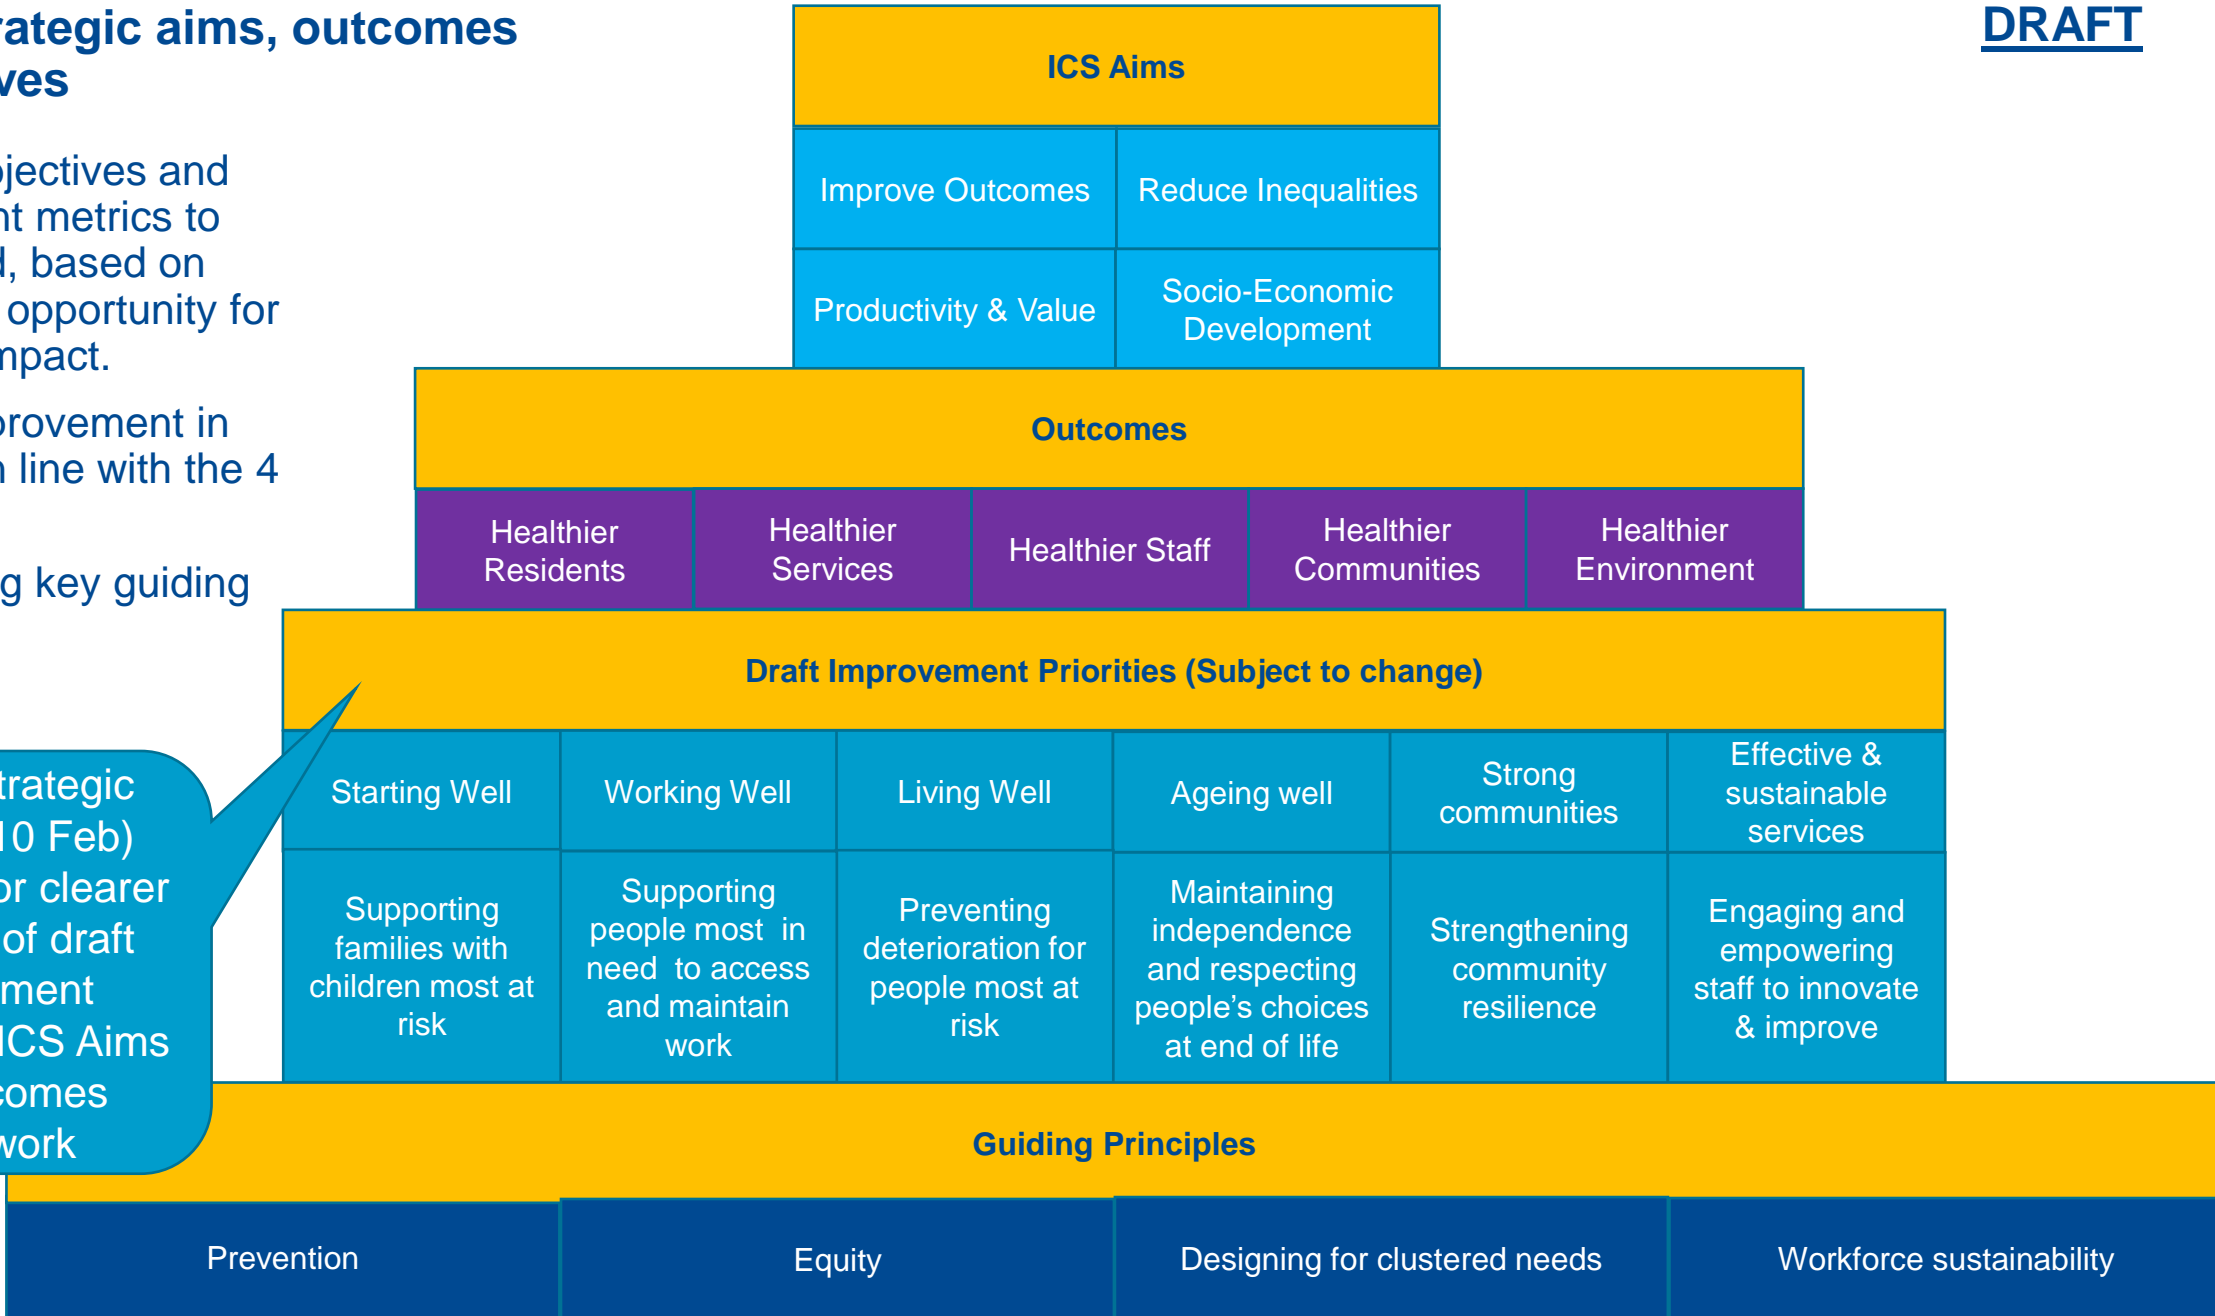 rategic aims, outcomes
ves
DRAFT
jectives and
nt metrics to
d, based on
opportunity for
mpact.
provement in
n line with the 4
g key guiding
ICS Aims
Improve Outcomes
Reduce Inequalities
Productivity & Value
Socio-Economic
Development
Outcomes
Healthier
Residents
Healthier
Services
Healthier Staff
Healthier
Communities
Healthier
Environment
Draft Improvement Priorities (Subject to change)
trategic
10 Feb)
or clearer
of draft
ment
ICS Aims
comes
work
Starting Well
Working Well
Living Well
Ageing well
Strong
communities
Effective &
sustainable
services
Supporting
families with
children most at
risk
Supporting
people most in
need to access
and maintain
work
Preventing
deterioration for
people most at
risk
Maintaining
independence
and respecting
people’s choices
at end of life
Strengthening
community
resilience
Engaging and
empowering
staff to innovate
& improve
Guiding Principles
Prevention
Equity
Designing for clustered needs
Workforce sustainability